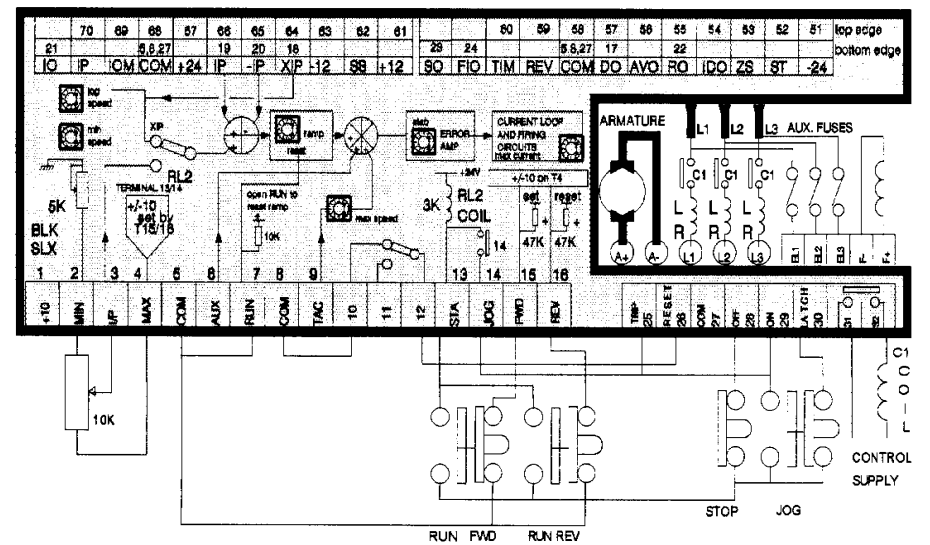 70 69 68 67 66 65 64 63 62 61 60 59 58 57 56 55 54 53 52 51 top edge
21 5,8,27 19 20 18 23 24 5,8,27 17 22 bottom edge
IO IP IOM COM +24 IP -IP XIP -12 SB +12 SO FIO TIM REV COM DO AVO RO IDO ZS ST -24
top speed
min speed
XIP
RL2
TERMINAL 15/14
+/-10
set by
T15/16
5K
BLK
SLX
ramp
reset
open RUN to
reset ramp
10K
max speed
stab
ERROR
AMP
CURRENT LOOP
AND FIRING
CIRCUITS
max current
+24V
+/-10 on T4
RL2
COIL
3K
14
set
reset
47K
47K
ARMATURE
L1 L2 L3 AUX. FUSES
C1 C1 C1
L L L
R R R
A+ A- L1 L2 L3 EL1 EL2 EL3 F- F+
1 2 3 4 5 6 7 8 9 10 11 12 13 14 15 16
+10 MIN I/P MAX COM AUX RUN COM TAC 10 11 12 STA JOG FWD REV
TRP 25 RESET 26 COM 27 OFF 28 ON 29 LATCH 30 31 32
10K
C1
C
O
I
L
CONTROL
SUPPLY
STOP JOG
RUN FWD RUN REV